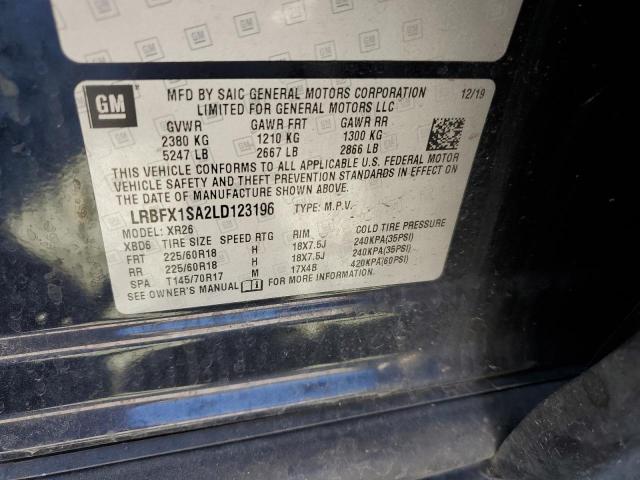 GM
MFD BY SAIC GENERAL MOTORS CORPORATION 12/19
LIMITED FOR GENERAL MOTORS LLC
GVWR GAWR FRT GAWR RR
2380 KG 1210 KG 1300 KG
5247 LB 2667 LB 2866 LB
THIS VEHICLE CONFORMS TO ALL APPLICABLE U.S. FEDERAL MOTOR
VEHICLE SAFETY AND THEFT PREVENTION STANDARDS IN EFFECT ON
THE DATE OF MANUFACTURE SHOWN ABOVE.
LRBFX1SA2LD123196 TYPE: M.P.V.
MODEL: XR26
XBD6 TIRE SIZE SPEED RTG RIM COLD TIRE PRESSURE
FRT 225/60R18 H 18X7.5J 240KPA(35PSI)
RR 225/60R18 H 18X7.5J 240KPA(35PSI)
SPA T145/70R17 M 17X4B 420KPA(60PSI)
SEE OWNER'S MANUAL FOR MORE INFORMATION.